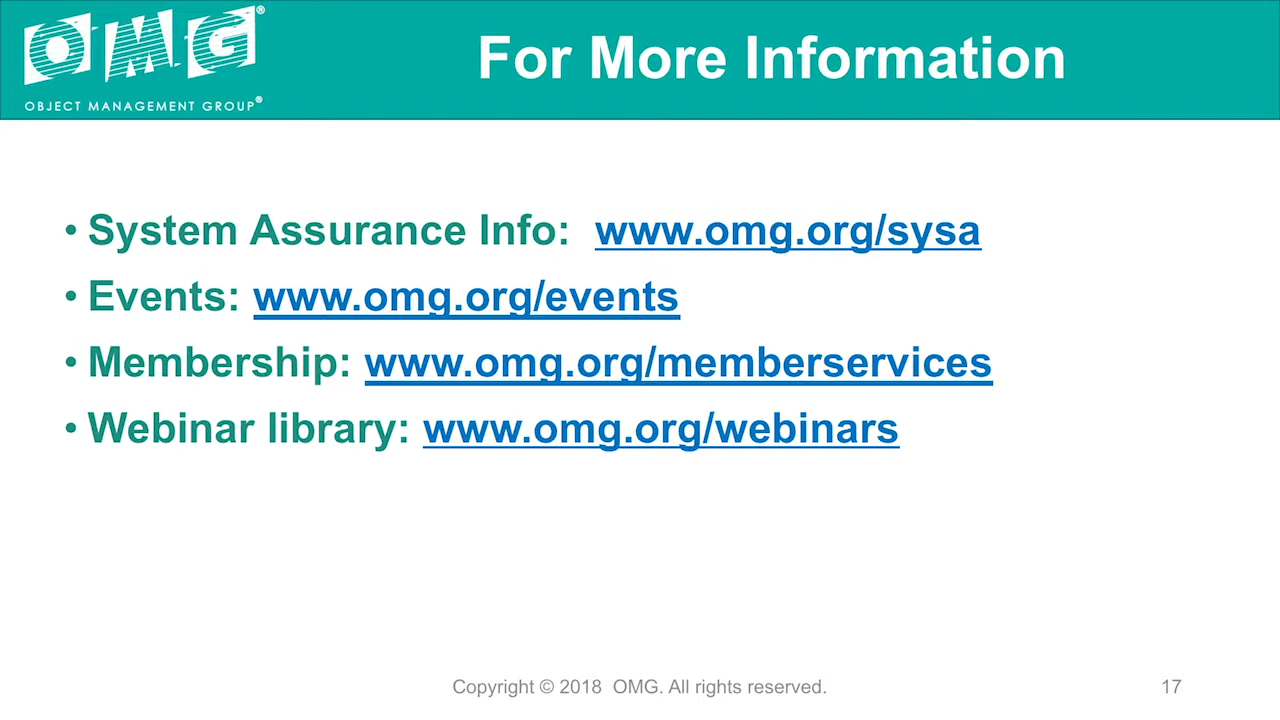 OMG®
OBJECT MANAGEMENT GROUP®
For More Information
• System Assurance Info:  www.omg.org/sysa
• Events: www.omg.org/events
• Membership: www.omg.org/memberservices
• Webinar library: www.omg.org/webinars
Copyright © 2018  OMG. All rights reserved.
17